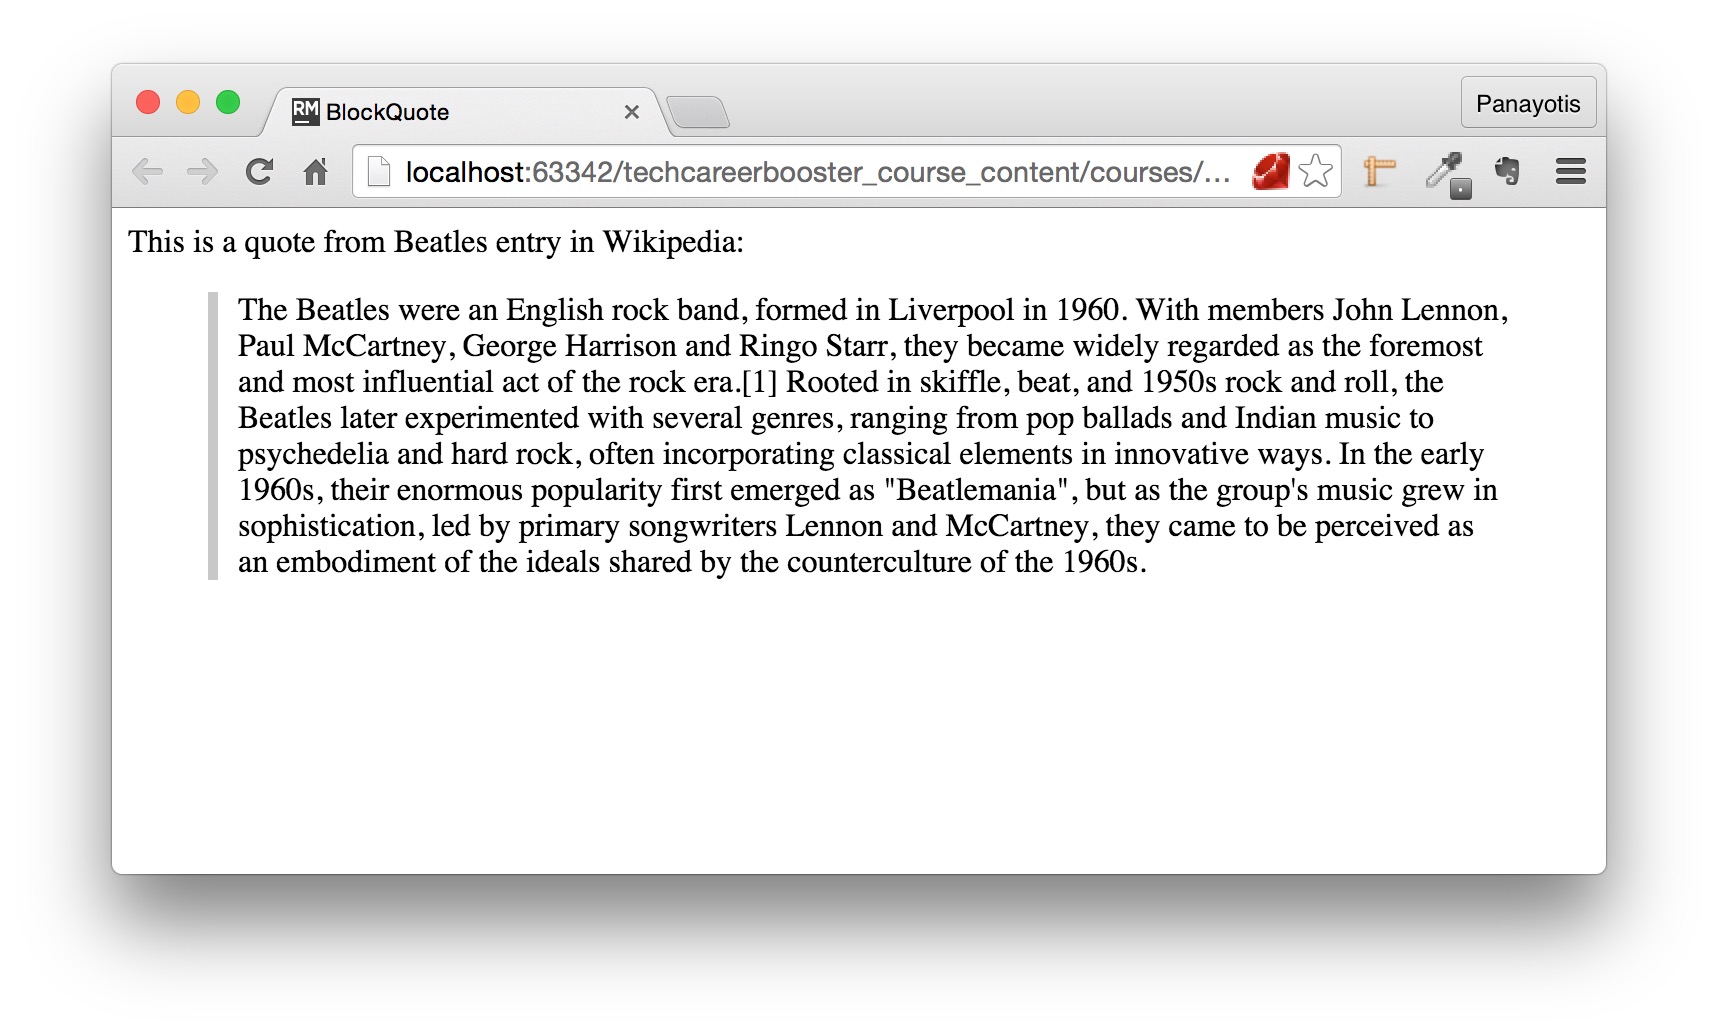 RM BlockQuote
Panayotis
localhost:63342/techcareerbooster_course_content/courses/...
This is a quote from Beatles entry in Wikipedia:
The Beatles were an English rock band, formed in Liverpool in 1960. With members John Lennon,
Paul McCartney, George Harrison and Ringo Starr, they became widely regarded as the foremost
and most influential act of the rock era.[1] Rooted in skiffle, beat, and 1950s rock and roll, the
Beatles later experimented with several genres, ranging from pop ballads and Indian music to
psychedelia and hard rock, often incorporating classical elements in innovative ways. In the early
1960s, their enormous popularity first emerged as "Beatlemania", but as the group's music grew in
sophistication, led by primary songwriters Lennon and McCartney, they came to be perceived as
an embodiment of the ideals shared by the counterculture of the 1960s.